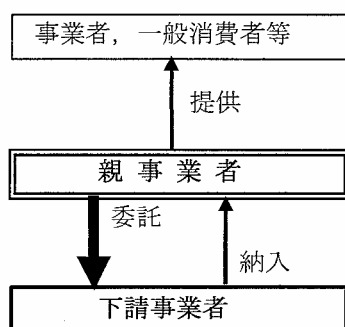 事業者，一般消費者等
提供
親事業者
委託
納入
下請事業者